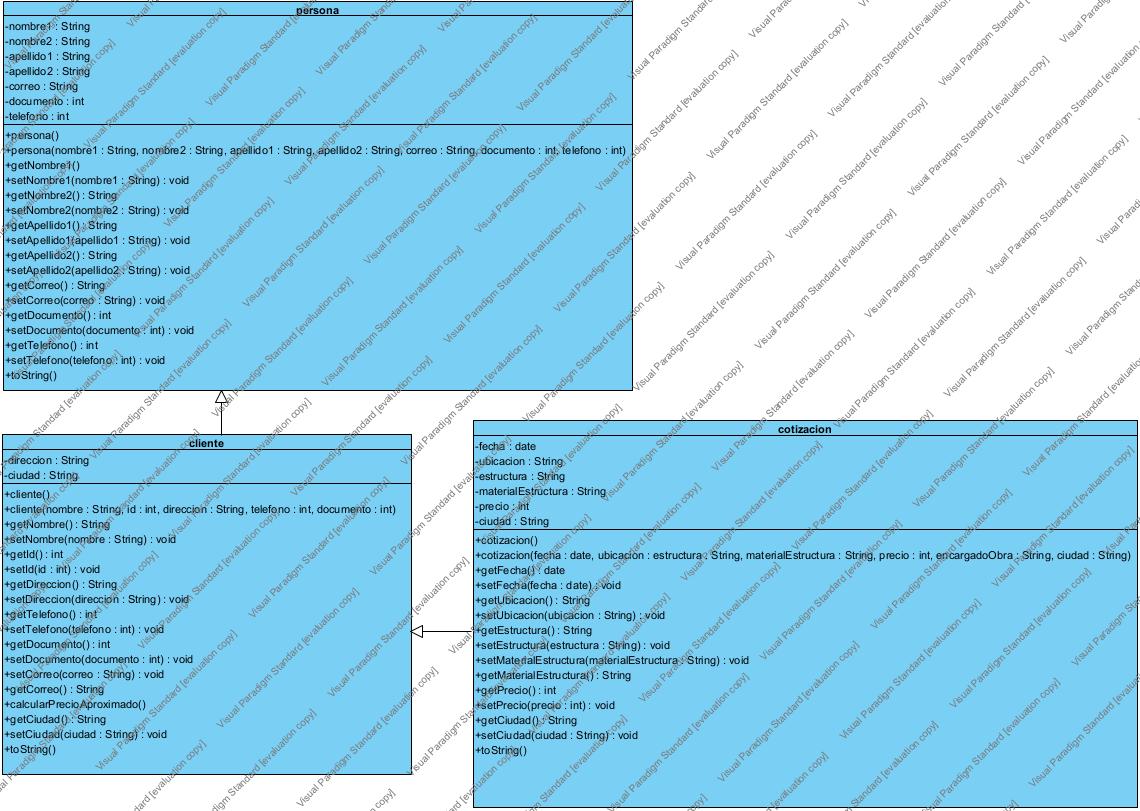 persona
-nombre1 : String
-nombre2 : String
-apellido1 : String
-apellido2 : String
-correo : String
-documento : int
-telefono : int
+persona()
+persona(nombre1 : String, nombre2 : String, apellido1 : String, apellido2 : String, correo : String, documento : int, telefono : int)
+getNombre1()
+setNombre1(nombre1 : String) : void
+getNombre2() : String
+setNombre2(nombre2 : String) : void
+getApellido1() : String
+setApellido1(apellido1 : String) : void
+getApellido2() : String
+setApellido2(apellido2 : String) : void
+getCorreo() : String
+setCorreo(correo : String) : void
+getDocumento() : int
+setDocumento(documento : int) : void
+getTelefono() : int
+setTelefono(telefono : int) : void
+toString()
cliente
-direccion : String
-ciudad : String
+cliente()
+cliente(nombre : String, id : int, direccion : String, telefono : int, documento : int)
+getNombre() : String
+setNombre(nombre : String) : void
+getId() : int
+setId(id : int) : void
+getDireccion() : String
+setDireccion(direccion : String) : void
+getTelefono() : int
+setTelefono(telefono : int) : void
+getDocumento() : int
+setDocumento(documento : int) : void
+setCorreo(correo : String) : void
+getCorreo() : String
+calcularPrecioAproximado()
+getCiudad() : String
+setCiudad(ciudad : String) : void
+toString()
cotizacion
-fecha : date
-ubicacion : String
-estructura : String
-materialEstructura : String
-precio : int
-ciudad : String
+cotizacion()
+cotizacion(fecha : date, ubicacion : estructura : String, materialEstructura : String, precio : int, encargadoObra : String, ciudad : String)
+getFecha() : date
+setFecha(fecha : date) : void
+getUbicacion() : String
+setUbicacion(ubicacion : String) : void
+getEstructura() : String
+setEstructura(estructura : String) : void
+setMaterialEstructura(materialEstructura : String) : void
+getMaterialEstructura() : String
+getPrecio() : int
+setPrecio(precio : int) : void
+getCiudad() : String
+setCiudad(ciudad : String) : void
+toString()
Visual Paradigm Standard [evaluation copy]